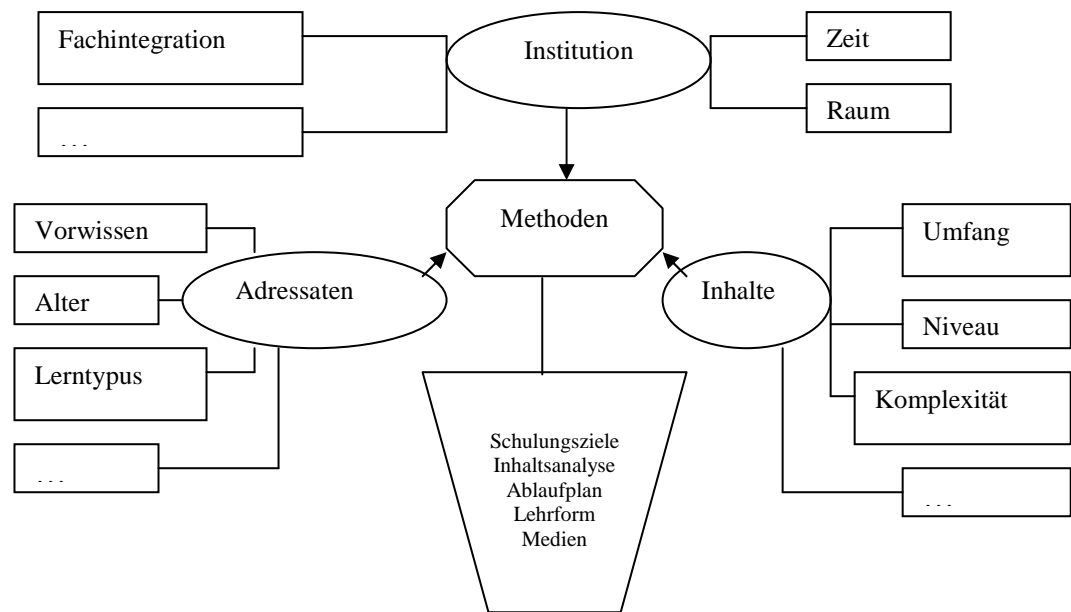 Fachintegration
Institution
Zeit
. . .
Raum
Methoden
Vorwissen
Umfang
Adressaten
Inhalte
Alter
Niveau
Lerntypus
Komplexität
Schulungsziele
Inhaltsanalyse
Ablaufplan
Lehrform
Medien
. . .
. . .